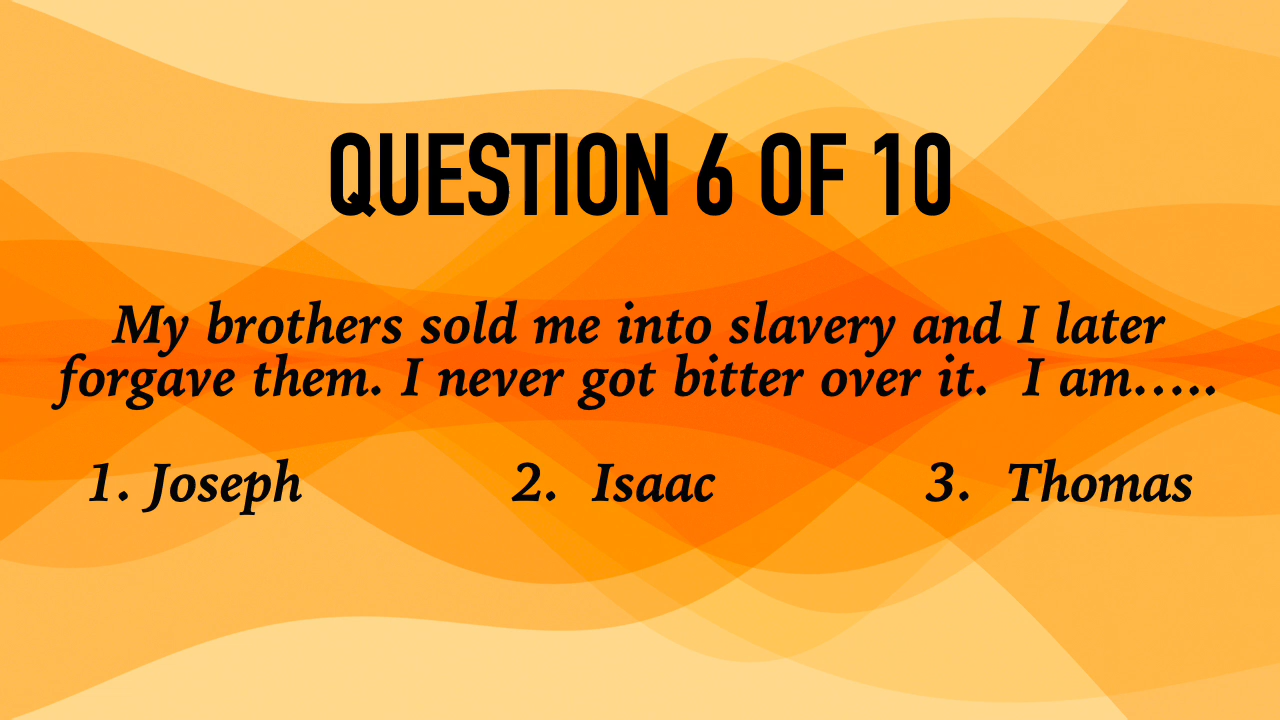 QUESTION 6 OF 10
My brothers sold me into slavery and I later
forgave them. I never got bitter over it.  I am.....
1. Joseph 2.  Isaac 3.  Thomas